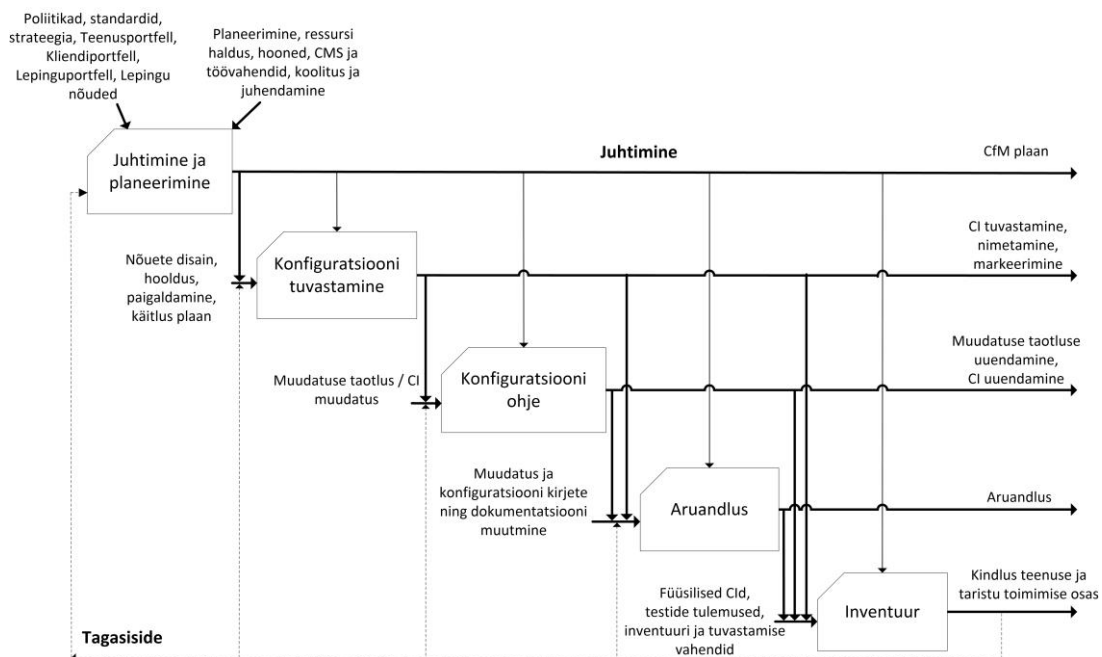 Poliitikad, standardid,
strateegia, Teenusportfell,
Kliendiportfell,
Lepinguportfell, Lepingu
nõuded
Planeerimine, ressursi
haldus, hooned, CMS ja
töövahendid, koolitus ja
juhendamine
Juhtimine ja
planeerimine
Juhtimine
CfM plaan
Nõuete disain,
hooldus,
paigaldamine,
käitlus plaan
Konfiguratsiooni
tuvastamine
CI tuvastamine,
nimetamine,
markeerimine
Muudatuse taotlus / CI
muudatus
Konfiguratsiooni
ohje
Muudatuse taotluse
uuendamine,
CI uuendamine
Muudatus ja
konfiguratsiooni kirjete
ning dokumentatsiooni
muutmine
Aruandlus
Aruandlus
Füüsilised CId,
testide tulemused,
inventuuri ja tuvastamise
vahendid
Inventuur
Kindlus teenuse ja
taristu toimimise osas
Tagasiside